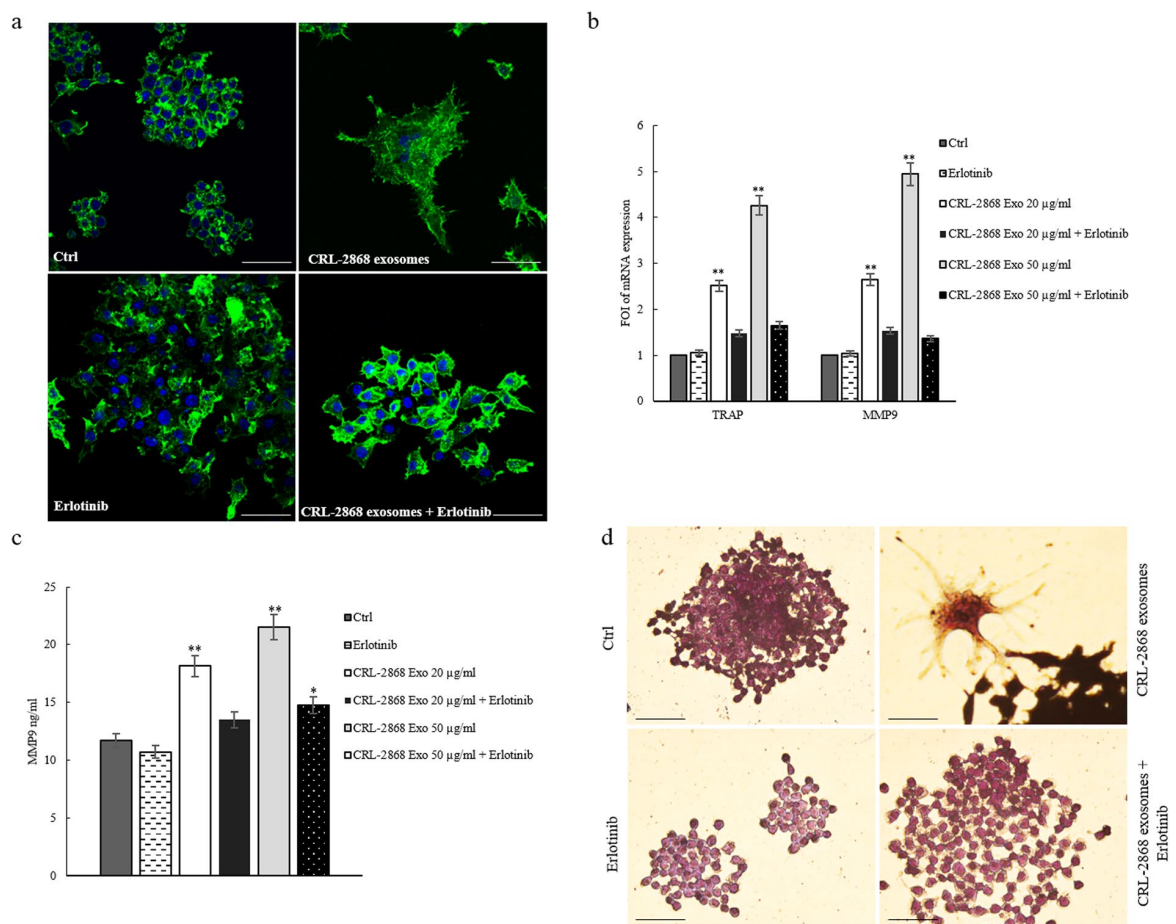 a
Ctrl
CRL-2868 exosomes
Erlotinib
CRL-2868 exosomes + Erlotinib
b
FOI of mRNA expression
6
5
4
3
2
1
0
**
**
**
**
TRAP
MMP9
Ctrl
Erlotinib
CRL-2868 Exo 20 µg/ml
CRL-2868 Exo 20 µg/ml + Erlotinib
CRL-2868 Exo 50 µg/ml
CRL-2868 Exo 50 µg/ml + Erlotinib
c
MMP9 ng/ml
25
20
15
10
5
0
**
**
*
Ctrl
Erlotinib
CRL-2868 Exo 20 µg/ml
CRL-2868 Exo 20 µg/ml + Erlotinib
CRL-2868 Exo 50 µg/ml
CRL-2868 Exo 50 µg/ml + Erlotinib
d
Ctrl
CRL-2868 exosomes
Erlotinib
CRL-2868 exosomes +
Erlotinib